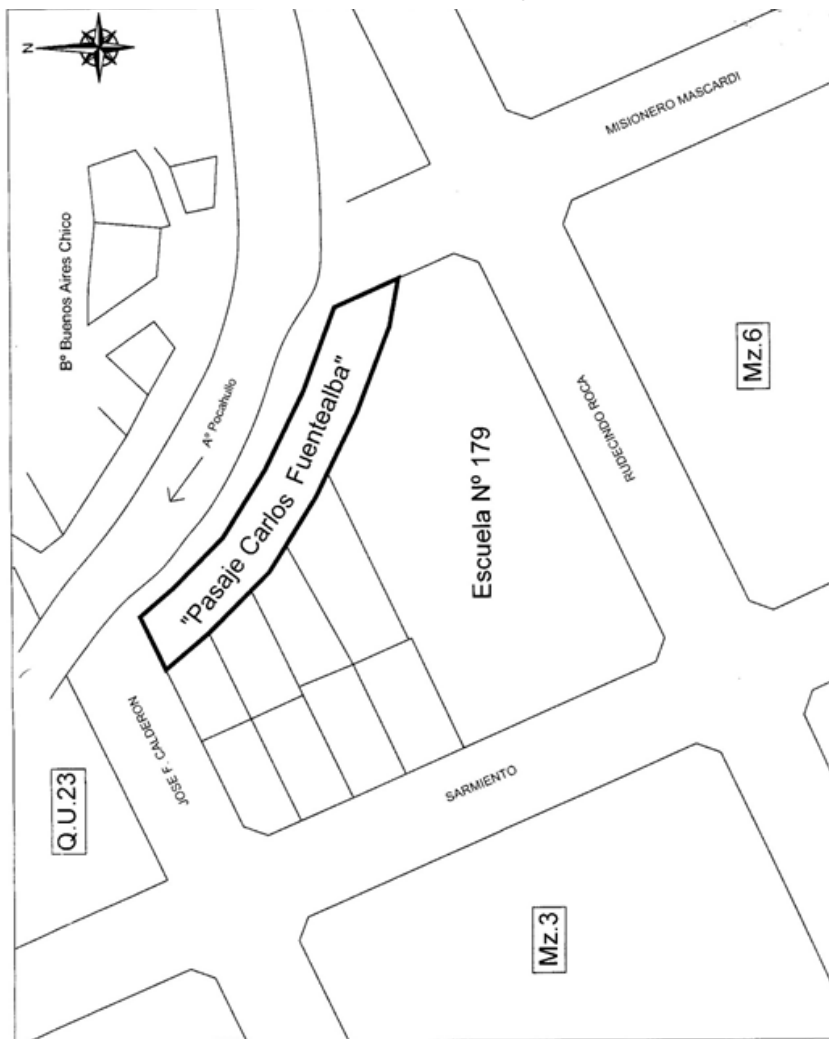 N
MISIONERO MASCARDI
Bº Buenos Aires Chico
Aº Pocahullo
"Pasaje Carlos Fuentealba"
Mz.6
RUDECINDO ROCA
Escuela Nº 179
JOSE F. CALDERON
Q.U.23
SARMIENTO
Mz.3